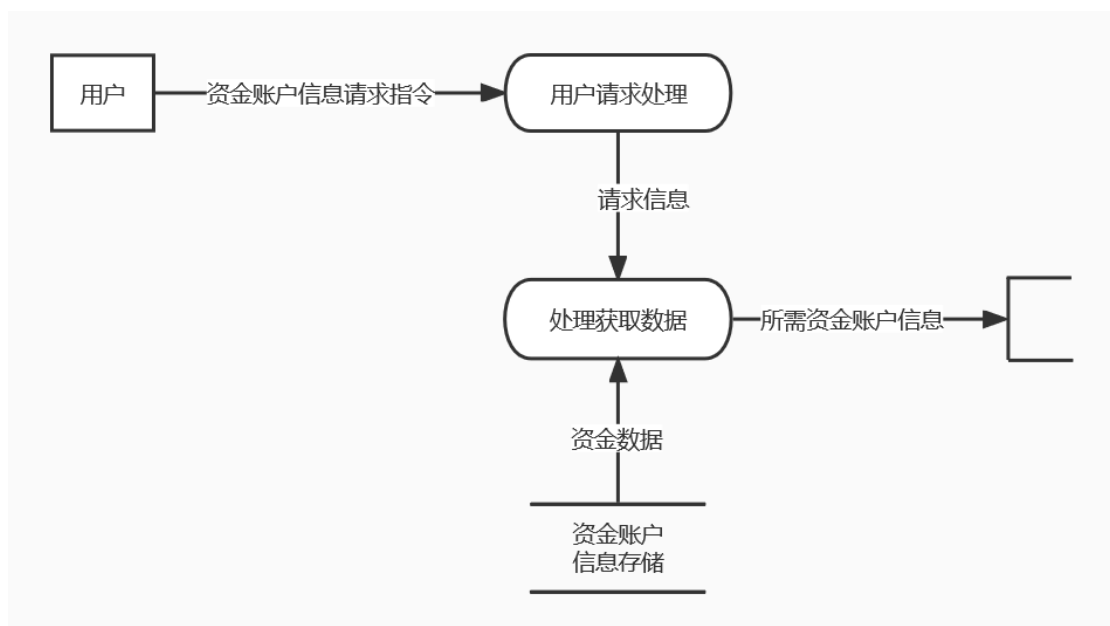 用户
资金账户信息请求指令
用户请求处理
请求信息
处理获取数据
所需资金账户信息
资金数据
资金账户
信息存储